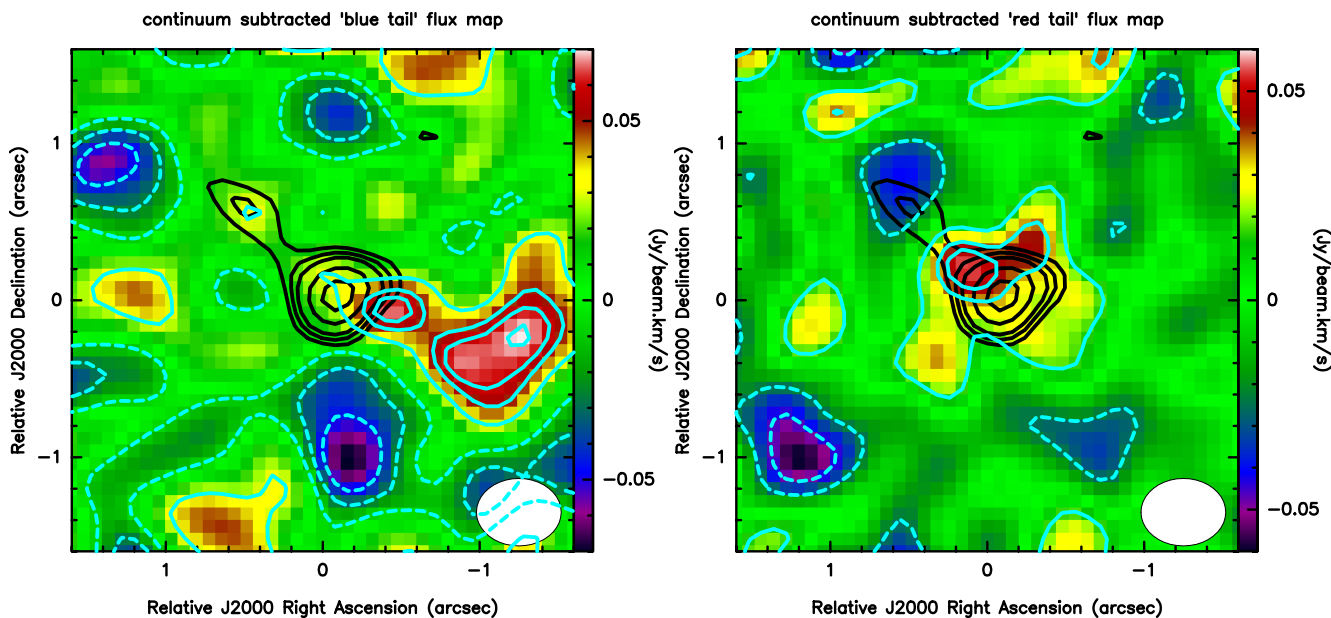 continuum subtracted 'blue tail' flux map
continuum subtracted 'red tail' flux map
Relative J2000 Declination (arcsec)
1
0
−1
1
0
−1
Relative J2000 Right Ascension (arcsec)
0.05
0
−0.05
(Jy/beam.km/s)
Relative J2000 Declination (arcsec)
1
0
−1
1
0
−1
Relative J2000 Right Ascension (arcsec)
0.05
0
−0.05
(Jy/beam.km/s)